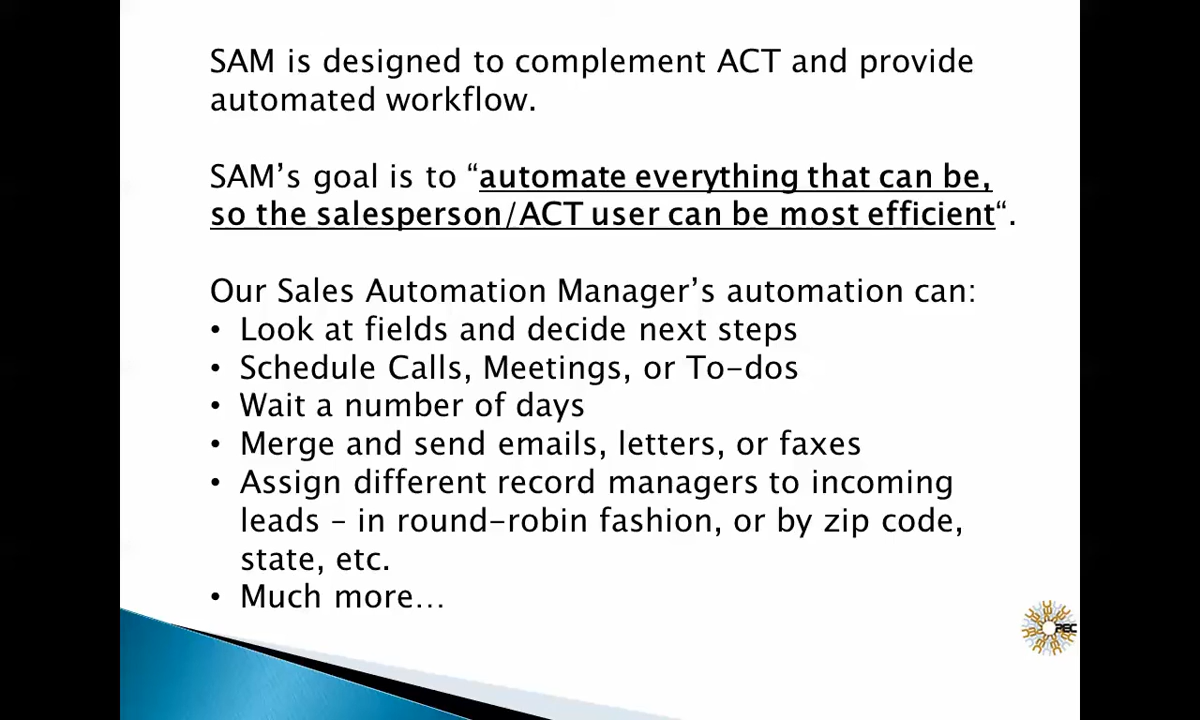 SAM is designed to complement ACT and provide
automated workflow.
SAM’s goal is to “automate everything that can be,
so the salesperson/ACT user can be most efficient“.
Our Sales Automation Manager’s automation can:
• Look at fields and decide next steps
• Schedule Calls, Meetings, or To-dos
• Wait a number of days
• Merge and send emails, letters, or faxes
• Assign different record managers to incoming
leads – in round-robin fashion, or by zip code,
state, etc.
• Much more…
PEC